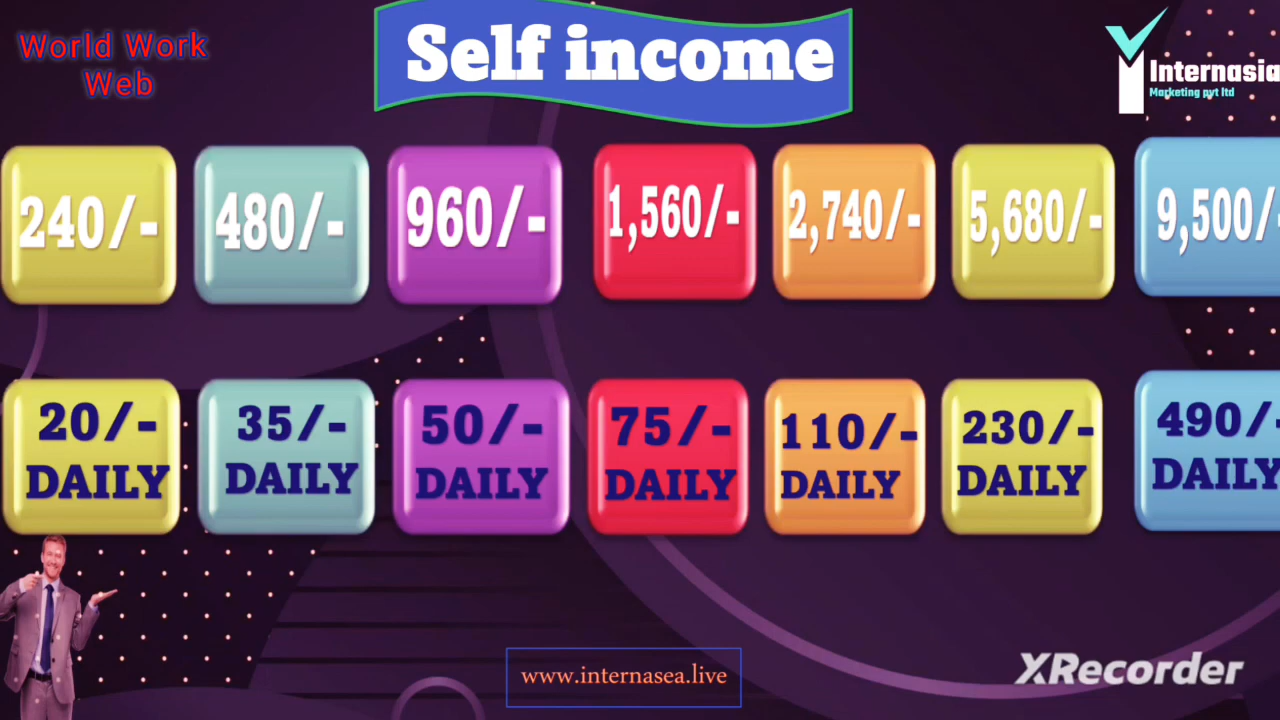 World Work
Web
Self income
Internasia
Marketing pvt ltd
240/-
480/-
960/-
1,560/-
2,740/-
5,680/-
9,500/-
20/-
DAILY
35/-
DAILY
50/-
DAILY
75/-
DAILY
110/-
DAILY
230/-
DAILY
490/-
DAILY
www.internasea.live
XRecorder